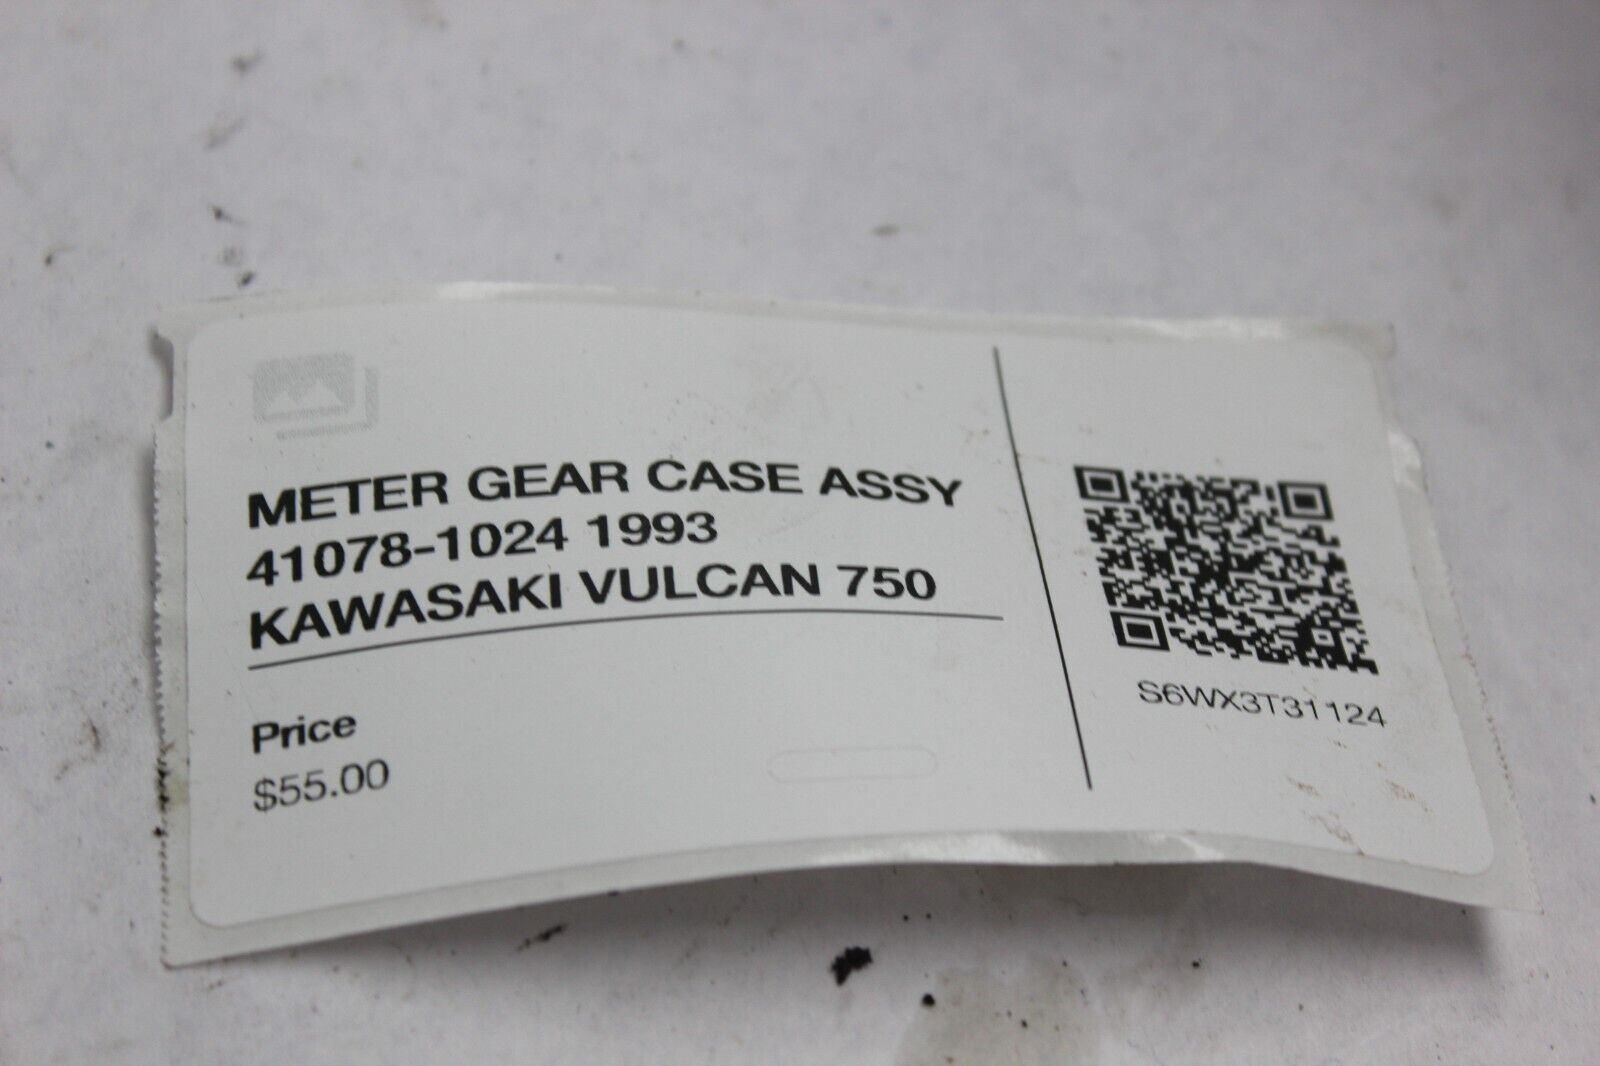 METER GEAR CASE ASSY
41078-1024 1993
KAWASAKI VULCAN 750
Price
$55.00
S6WX3T31124